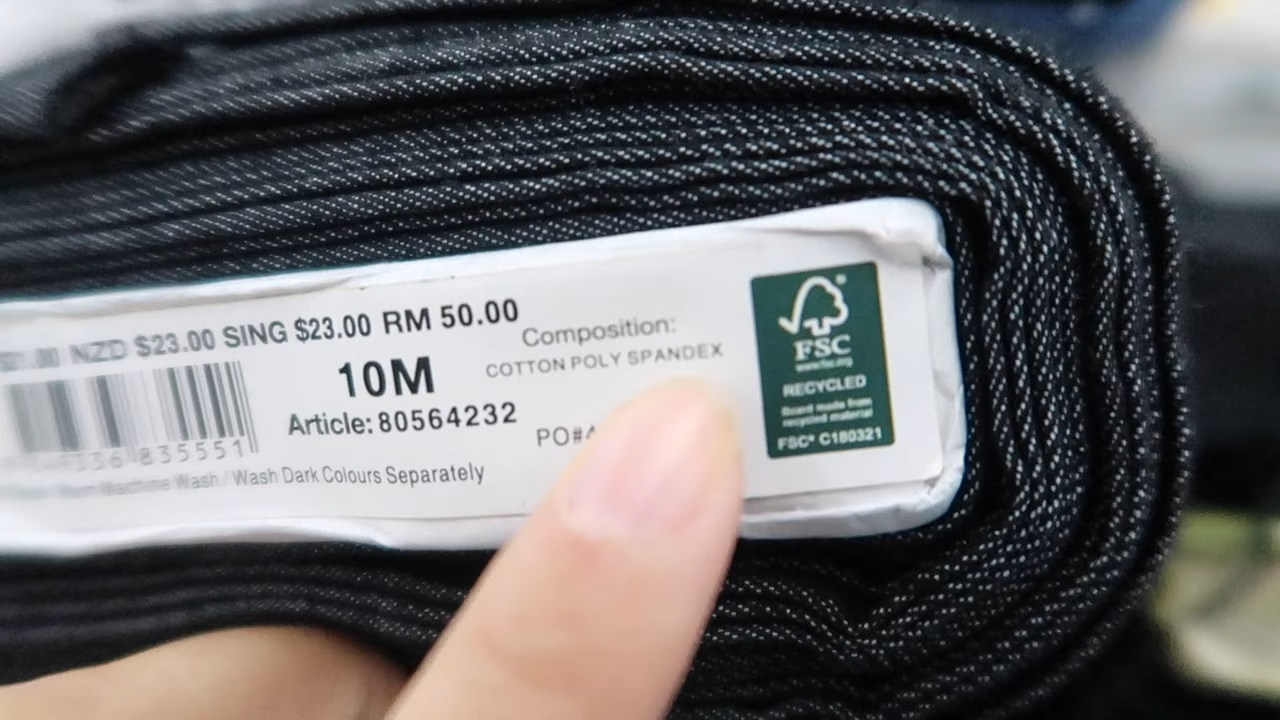 NZD $23.00 SING $23.00 RM 50.00
10M
Article: 80564232
835551
Machine Wash / Wash Dark Colours Separately
Composition:
COTTON POLY SPANDEX
PO#
FSC
www.fsc.org
RECYCLED
Board made from
recycled material
FSC® C180321